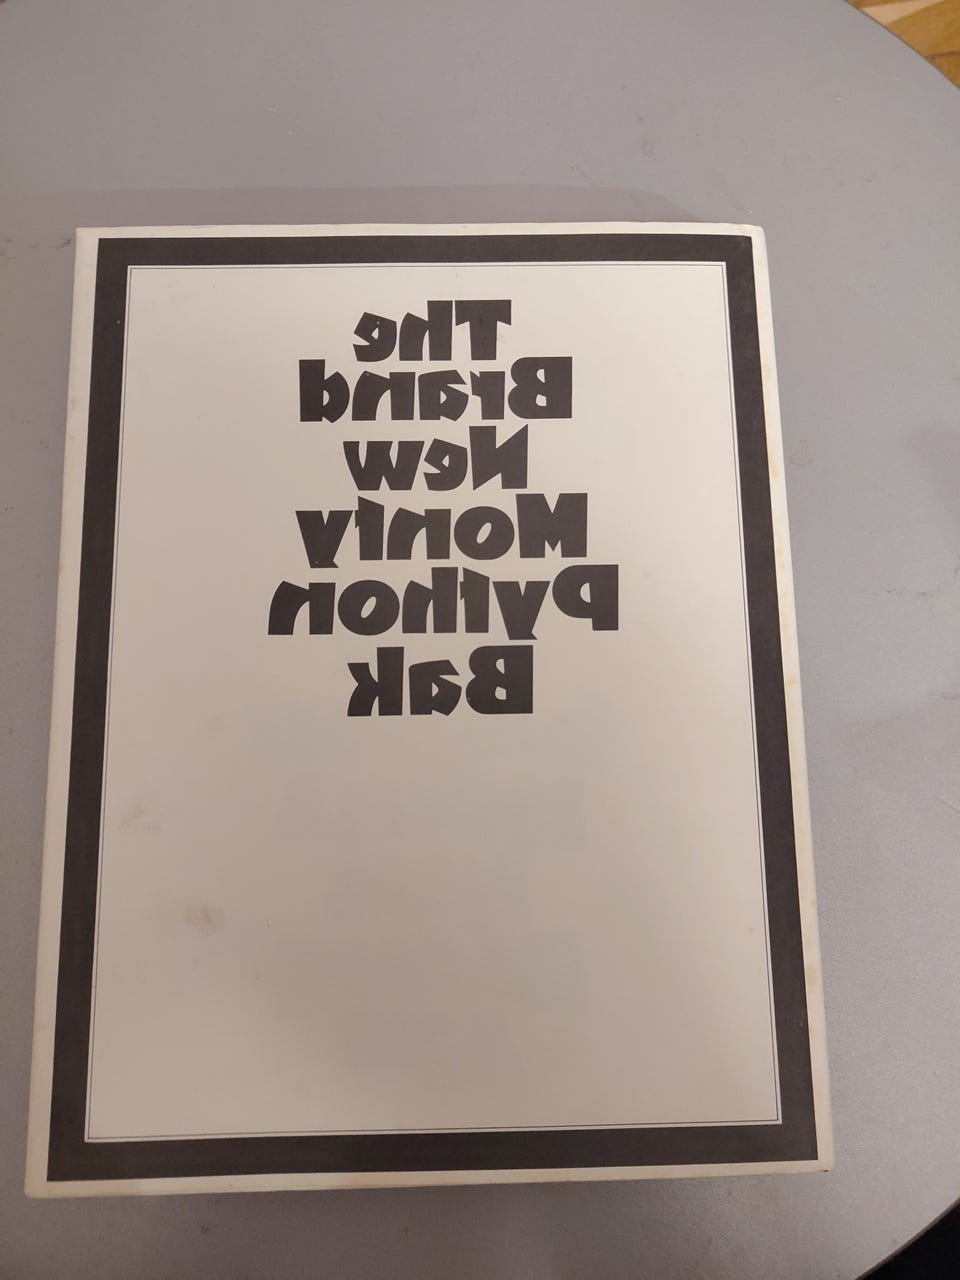 The
Brand
New
Monty
Python
Bak